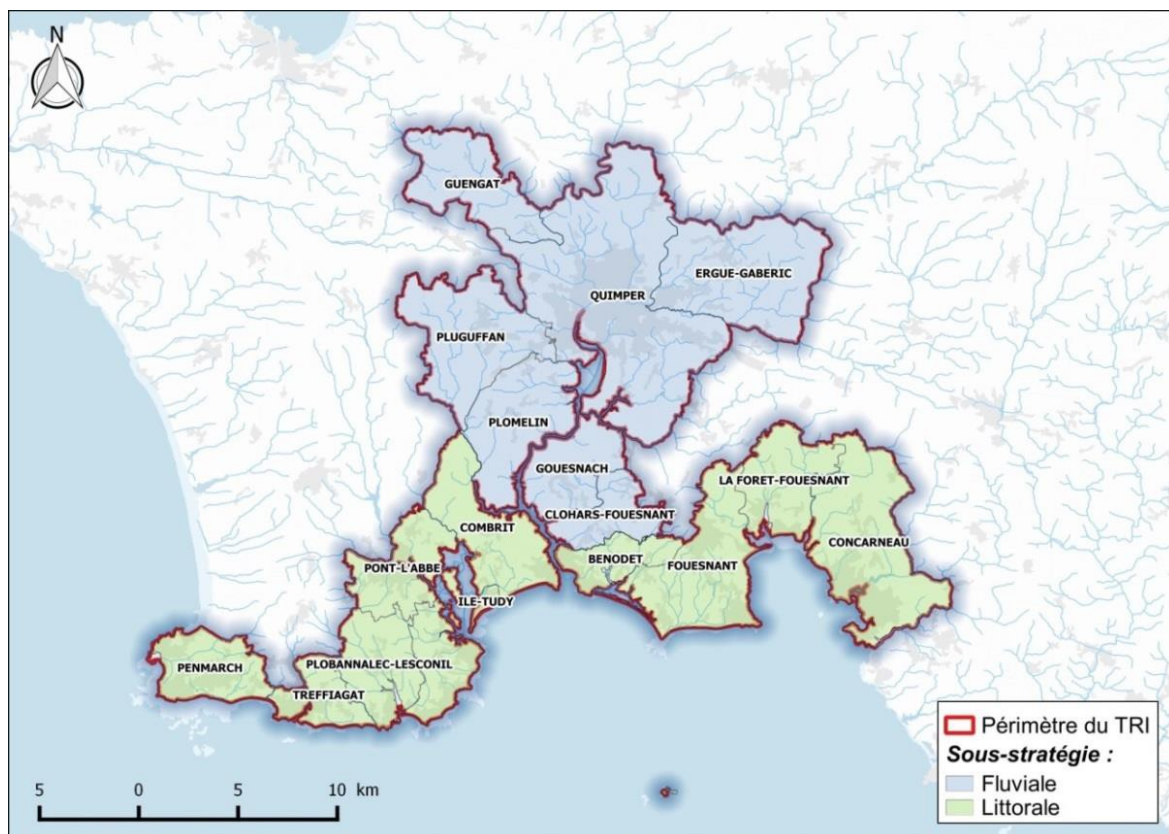 N
GUENGAT
ERGUE-GABERIC
QUIMPER
PLUGUFFAN
PLOMELIN
GOUESNACH
LA FORET-FOUESNANT
CLOHARS-FOUESNANT
COMBRIT
CONCARNEAU
BENODET
FOUESNANT
PONT-L'ABBE
ILE-TUDY
PENMARCH
PLOBANNALEC-LESCONIL
TREFFIAGAT
Périmètre du TRI
Sous-stratégie :
Fluviale
Littorale
5 0 5 10 km